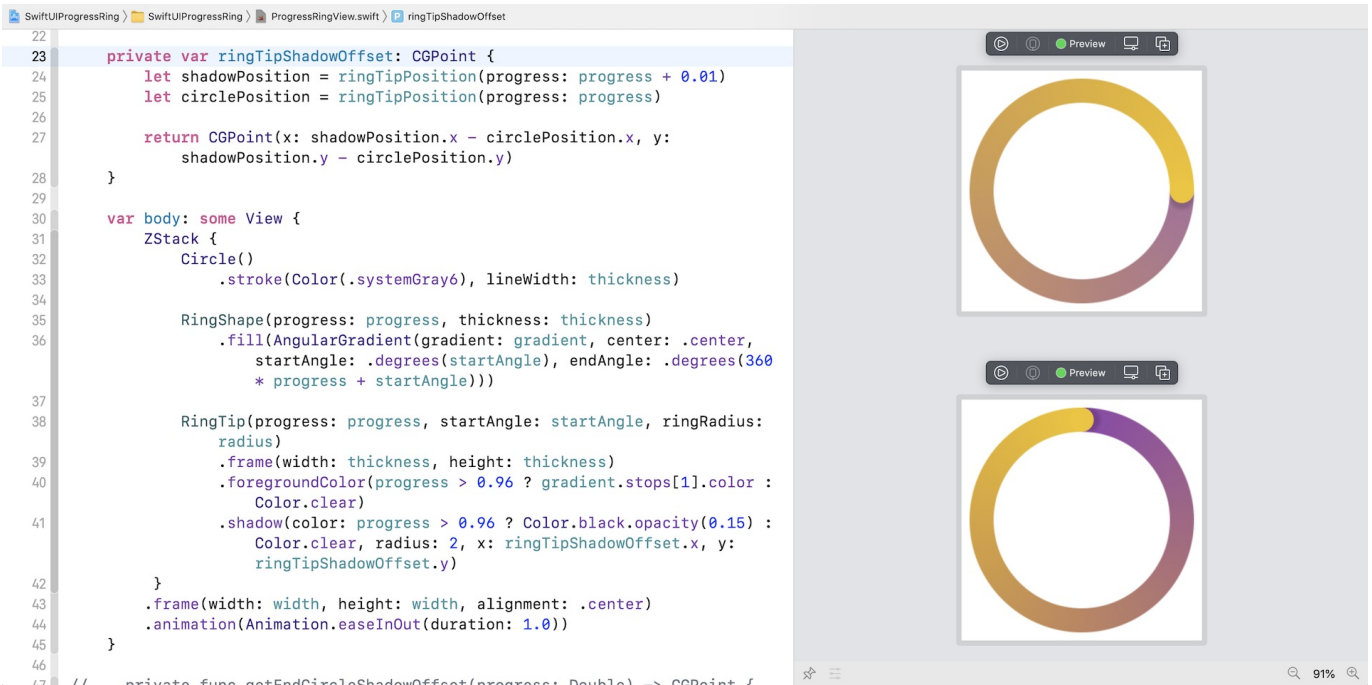 SwiftUIProgressRing 〉 SwiftUIProgressRing 〉 ProgressRingView.swift 〉 P ringTipShadowOffset
22
23 private var ringTipShadowOffset: CGPoint {
24 let shadowPosition = ringTipPosition(progress: progress + 0.01)
25 let circlePosition = ringTipPosition(progress: progress)
26
27 return CGPoint(x: shadowPosition.x - circlePosition.x, y:
shadowPosition.y - circlePosition.y)
28 }
29
30 var body: some View {
31 ZStack {
32 Circle()
33 .stroke(Color(.systemGray6), lineWidth: thickness)
34
35 RingShape(progress: progress, thickness: thickness)
36 .fill(AngularGradient(gradient: gradient, center: .center,
startAngle: .degrees(startAngle), endAngle: .degrees(360
* progress + startAngle)))
37
38 RingTip(progress: progress, startAngle: startAngle, ringRadius:
radius)
39 .frame(width: thickness, height: thickness)
40 .foregroundColor(progress > 0.96 ? gradient.stops[1].color :
Color.clear)
41 .shadow(color: progress > 0.96 ? Color.black.opacity(0.15) :
Color.clear, radius: 2, x: ringTipShadowOffset.x, y:
ringTipShadowOffset.y)
42 }
43 .frame(width: width, height: width, alignment: .center)
44 .animation(Animation.easeInOut(duration: 1.0))
45 }
46
47 // private func getEndCircleShadowOffset(progress: Double) -> CGPoint {
Preview
Preview
91%